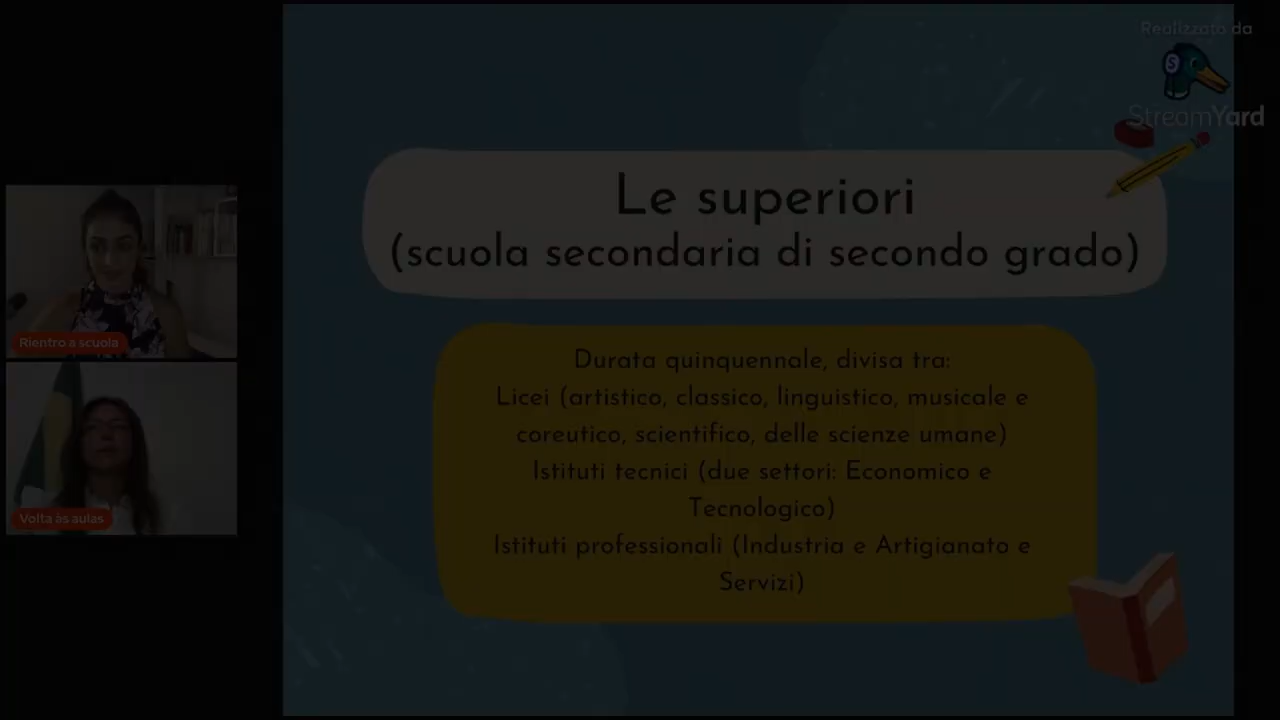 Realizzato da
StreamYard
Le superiori
(scuola secondaria di secondo grado)
Durata quinquennale, divisa tra:
Licei (artistico, classico, linguistico, musicale e
coreutico, scientifico, delle scienze umane)
Istituti tecnici (due settori: Economico e
Tecnologico)
Istituti professionali (Industria e Artigianato e
Servizi)
Rientro a scuola
Volta às aulas